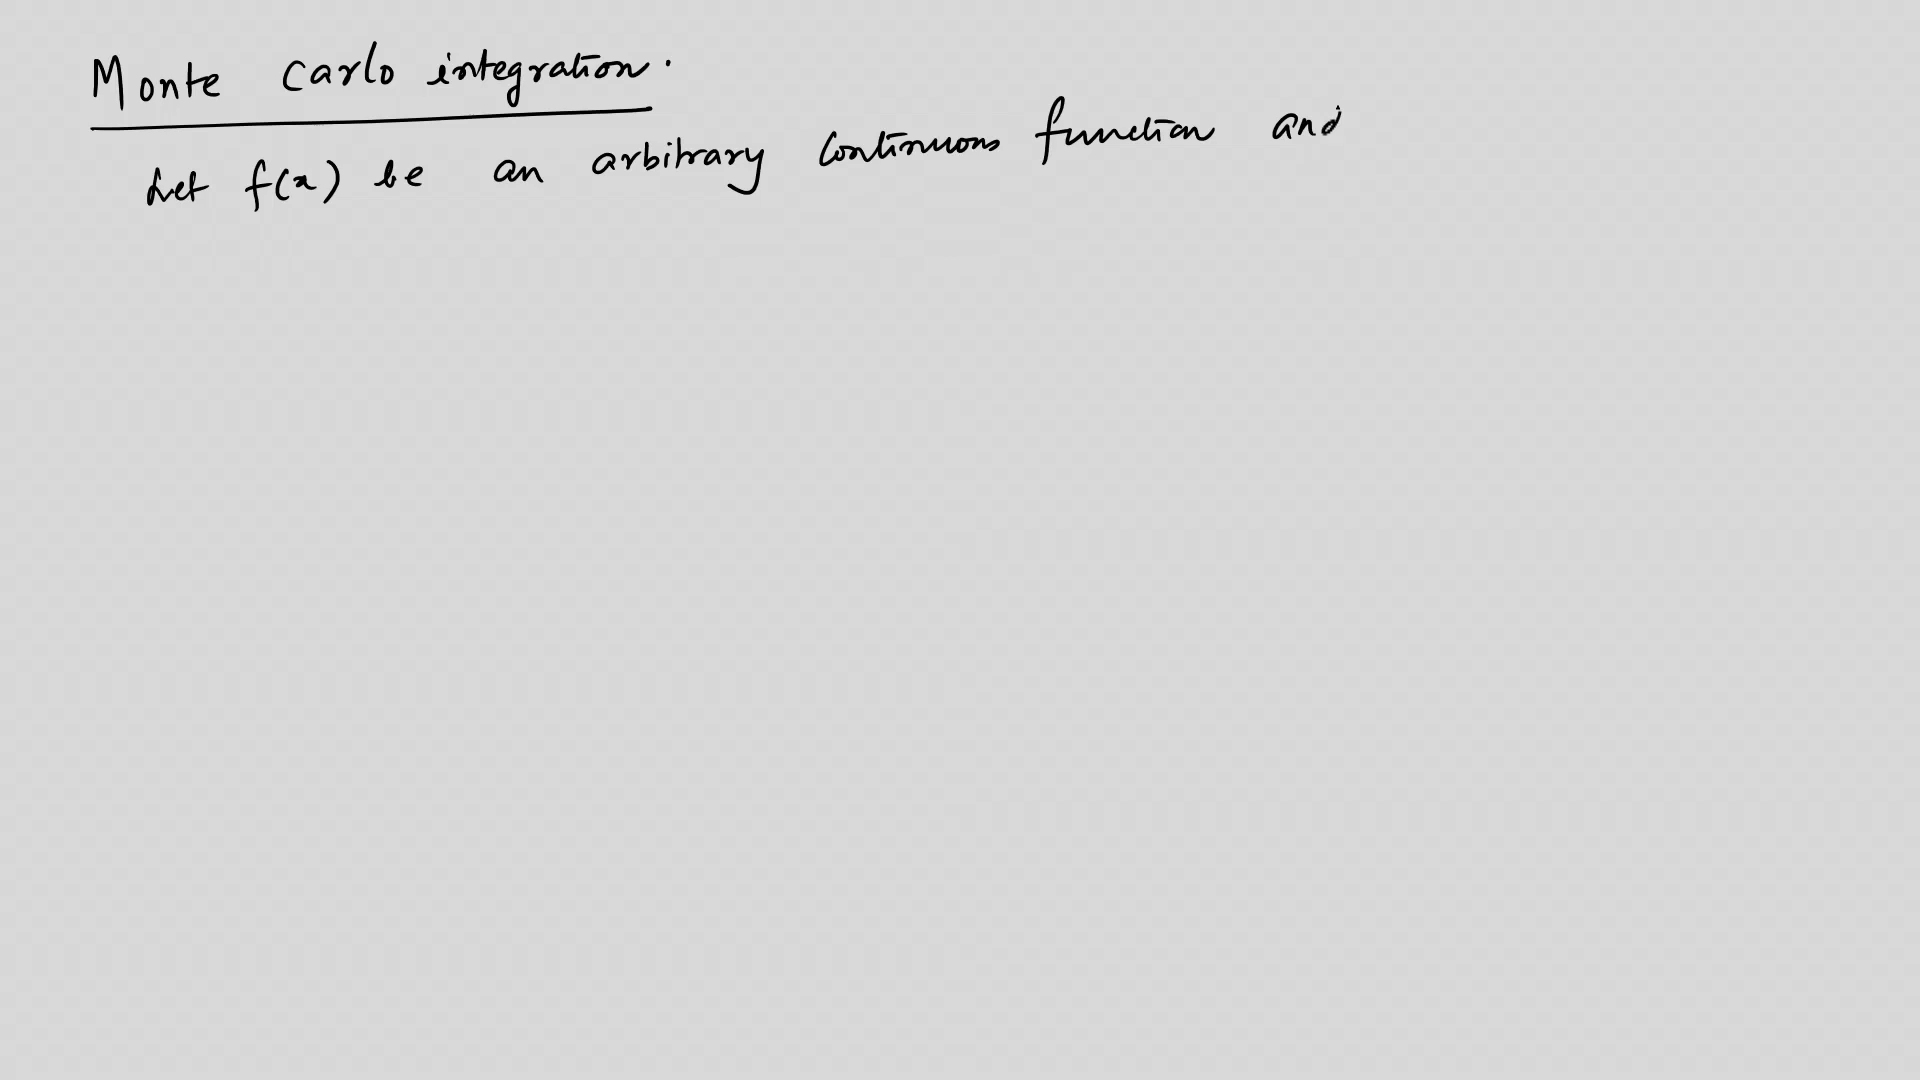 Monte Carlo integration.
Let f(x) be an arbitrary continuous function and